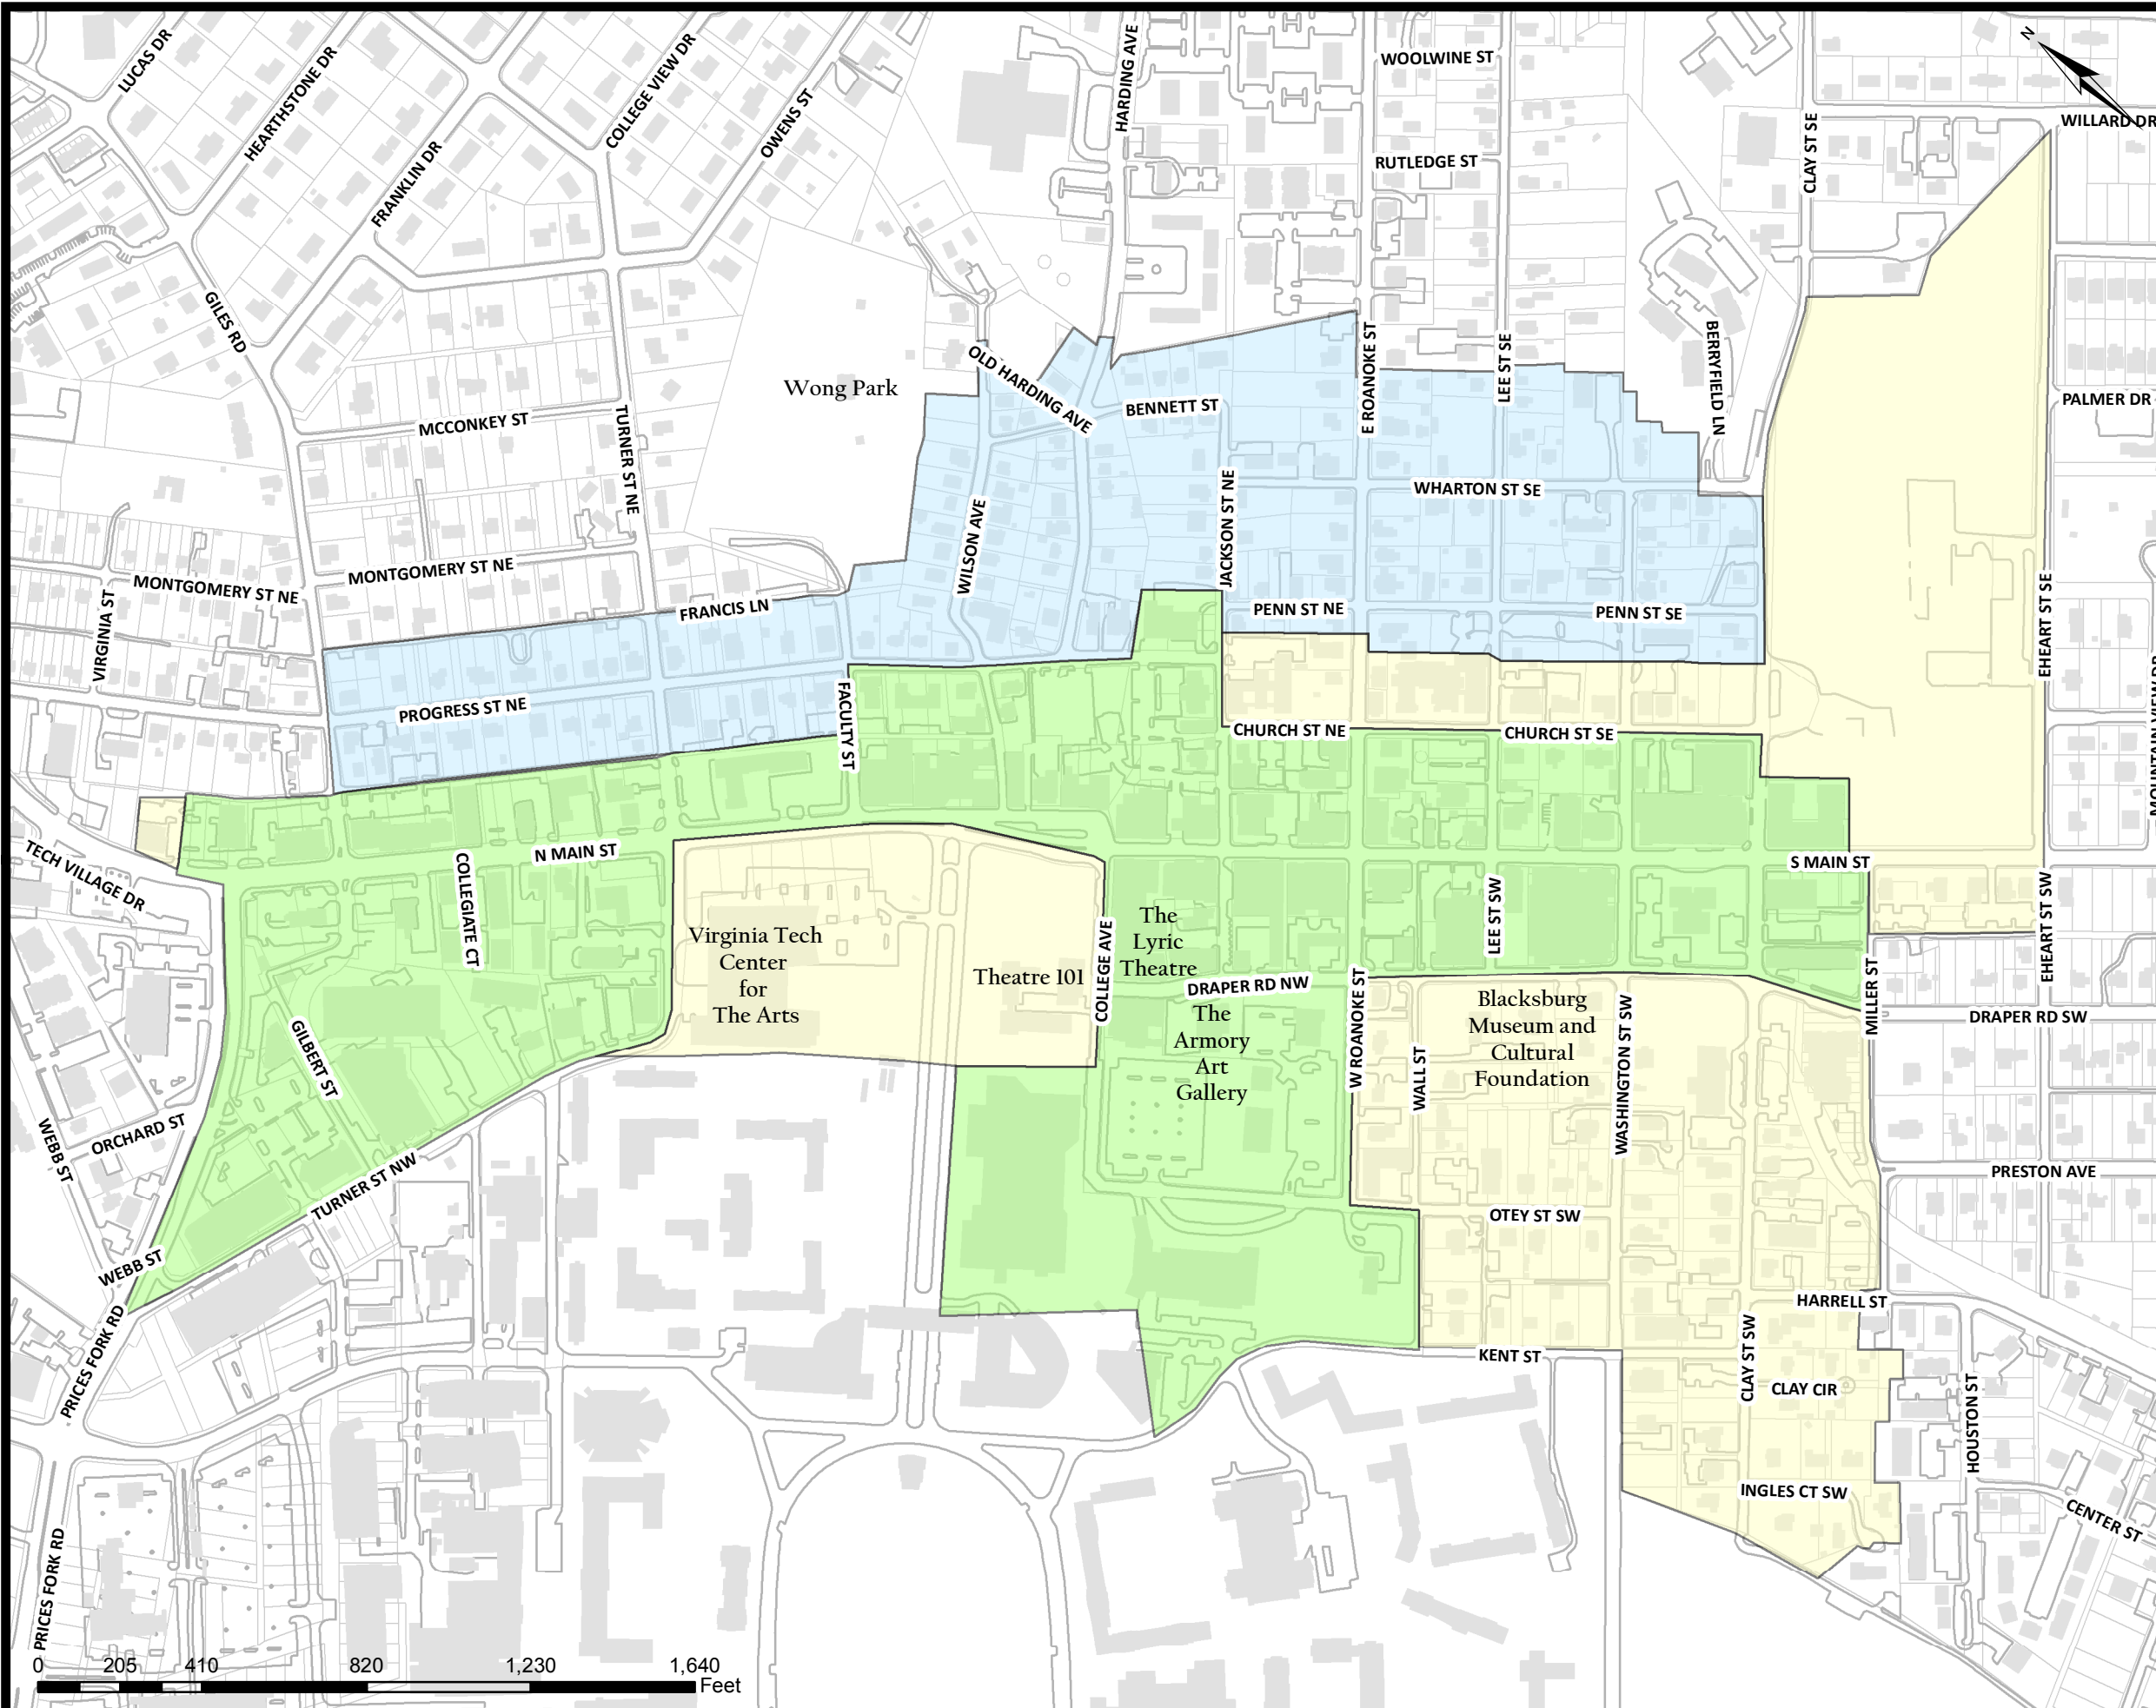 LUCAS DR
HEARTHSTONE DR
FRANKLIN DR
COLLEGE VIEW DR
OWENS ST
HARDING AVE
WOOLWINE ST
N
WILLARD DR
CLAY ST SE
RUTLEDGE ST
GILES RD
MCCONKEY ST
TURNER ST NE
Wong Park
OLD HARDING AVE
BENNETT ST
E ROANOKE ST
LEE ST SE
BERRYFIELD LN
PALMER DR
WHARTON ST SE
JACKSON ST NE
WILSON AVE
MONTGOMERY ST NE
MONTGOMERY ST NE
VIRGINIA ST
FRANCIS LN
PENN ST NE
PENN ST SE
EHEART ST SE
MOUNTAIN VIEW DR
PROGRESS ST NE
FACULTY ST
CHURCH ST NE
CHURCH ST SE
TECH VILLAGE DR
N MAIN ST
COLLEGIATE CT
S MAIN ST
Virginia Tech
Center
for
The Arts
Theatre 101
COLLEGE AVE
The
Lyric
Theatre
LEE ST SW
EHEART ST SW
DRAPER RD NW
The
Armory
Art
Gallery
W ROANOKE ST
WALL ST
Blacksburg
Museum and
Cultural
Foundation
WASHINGTON ST SW
MILLER ST
DRAPER RD SW
GILBERT ST
ORCHARD ST
WEBB ST
TURNER ST NW
WEBB ST
PRESTON AVE
OTEY ST SW
HARRELL ST
PRICES FORK RD
KENT ST
CLAY ST SW
CLAY CIR
HOUSTON ST
INGLES CT SW
CENTER ST
PRICES FORK RD
0 205 410 820 1,230 1,640
Feet